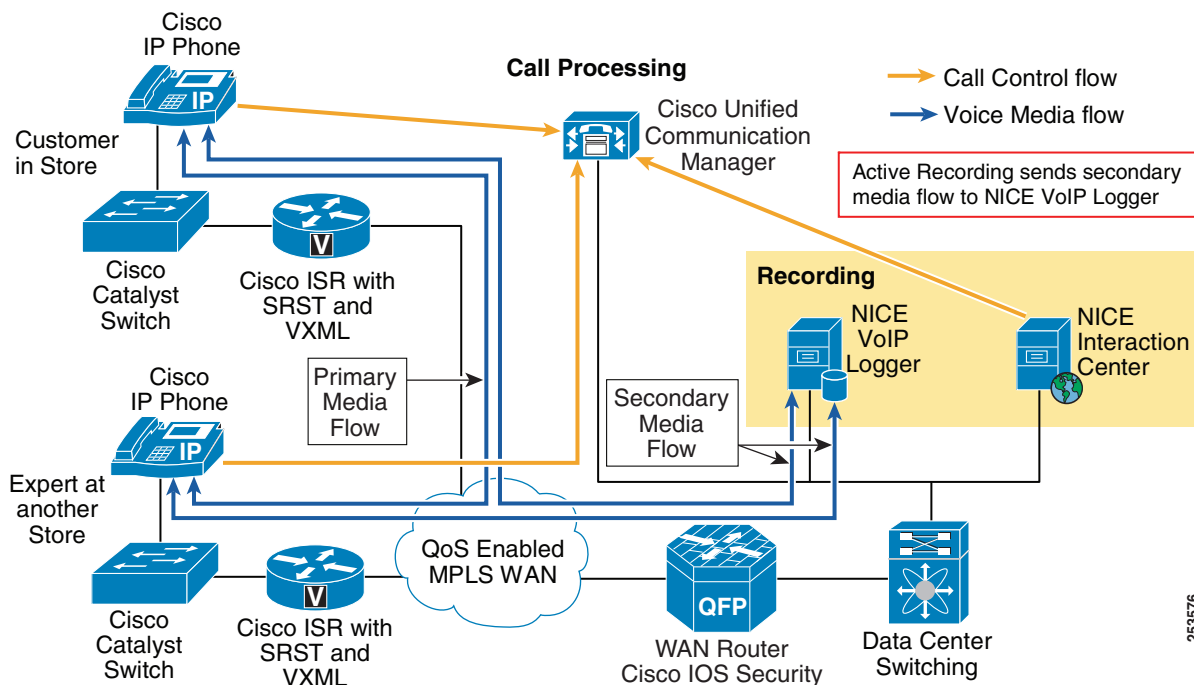 Cisco
IP Phone
IP
Customer
in Store
Cisco
Catalyst
Switch
V
Cisco ISR with
SRST and
VXML
Call Processing
Cisco Unified
Communication
Manager
Call Control flow
Voice Media flow
Active Recording sends secondary
media flow to NICE VoIP Logger
Recording
NICE
VoIP
Logger
NICE
Interaction
Center
Primary
Media
Flow
Secondary
Media
Flow
Cisco
IP Phone
IP
Expert at
another
Store
Cisco
Catalyst
Switch
V
Cisco ISR with
SRST and
VXML
QoS Enabled
MPLS WAN
QFP
WAN Router
Cisco IOS Security
Data Center
Switching
253576